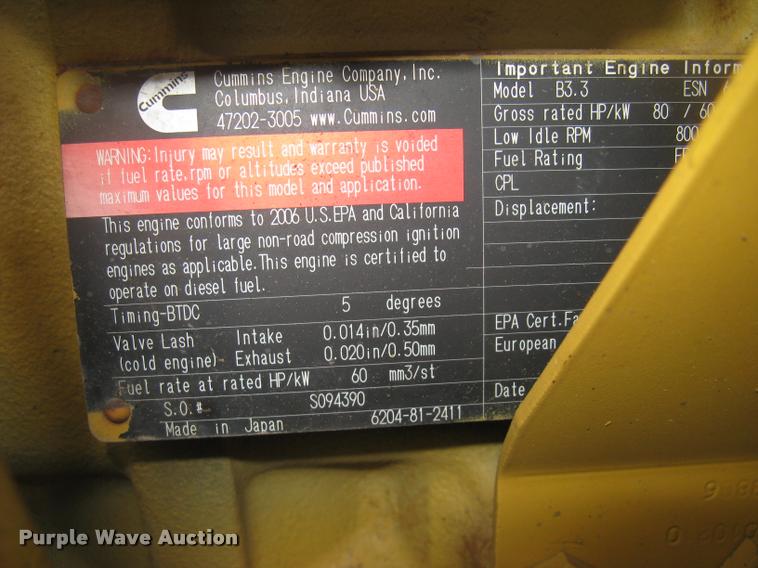 Cummins
Cummins Engine Company, Inc.
Columbus, Indiana USA
47202-3005 www.Cummins.com
WARNING: Injury may result and warranty is voided
if fuel rate, rpm or altitudes exceed published
maximum values for this model and application.
This engine conforms to 2006 U.S.EPA and California
regulations for large non-road compression ignition
engines as applicable. This engine is certified to
operate on diesel fuel.
Timing-BTDC 5 degrees
Valve Lash Intake 0.014in/0.35mm
(cold engine) Exhaust 0.020in/0.50mm
Fuel rate at rated HP/kW 60 mm3/st
S.O.# S094390
Made in Japan 6204-81-2411
Important Engine
Model B3.3 ESN
Gross rated HP/kW 80 / 60
Low Idle RPM 800
Fuel Rating
CPL
Displacement:
EPA Cert.
European
Date
Purple Wave Auction